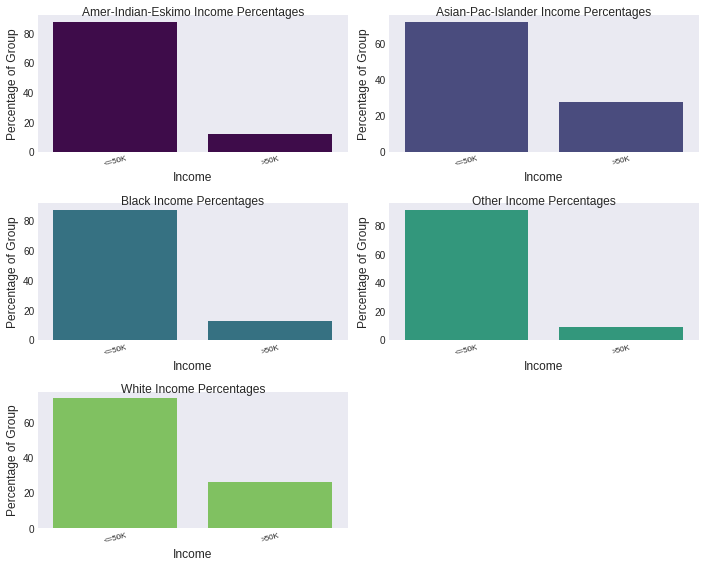 Amer-Indian-Eskimo Income Percentages
Percentage of Group
80
60
40
20
0
<=50K
>50K
Income
Asian-Pac-Islander Income Percentages
Percentage of Group
60
40
20
0
<=50K
>50K
Income
Black Income Percentages
Percentage of Group
80
60
40
20
0
<=50K
>50K
Income
Other Income Percentages
Percentage of Group
80
60
40
20
0
<=50K
>50K
Income
White Income Percentages
Percentage of Group
60
40
20
0
<=50K
>50K
Income